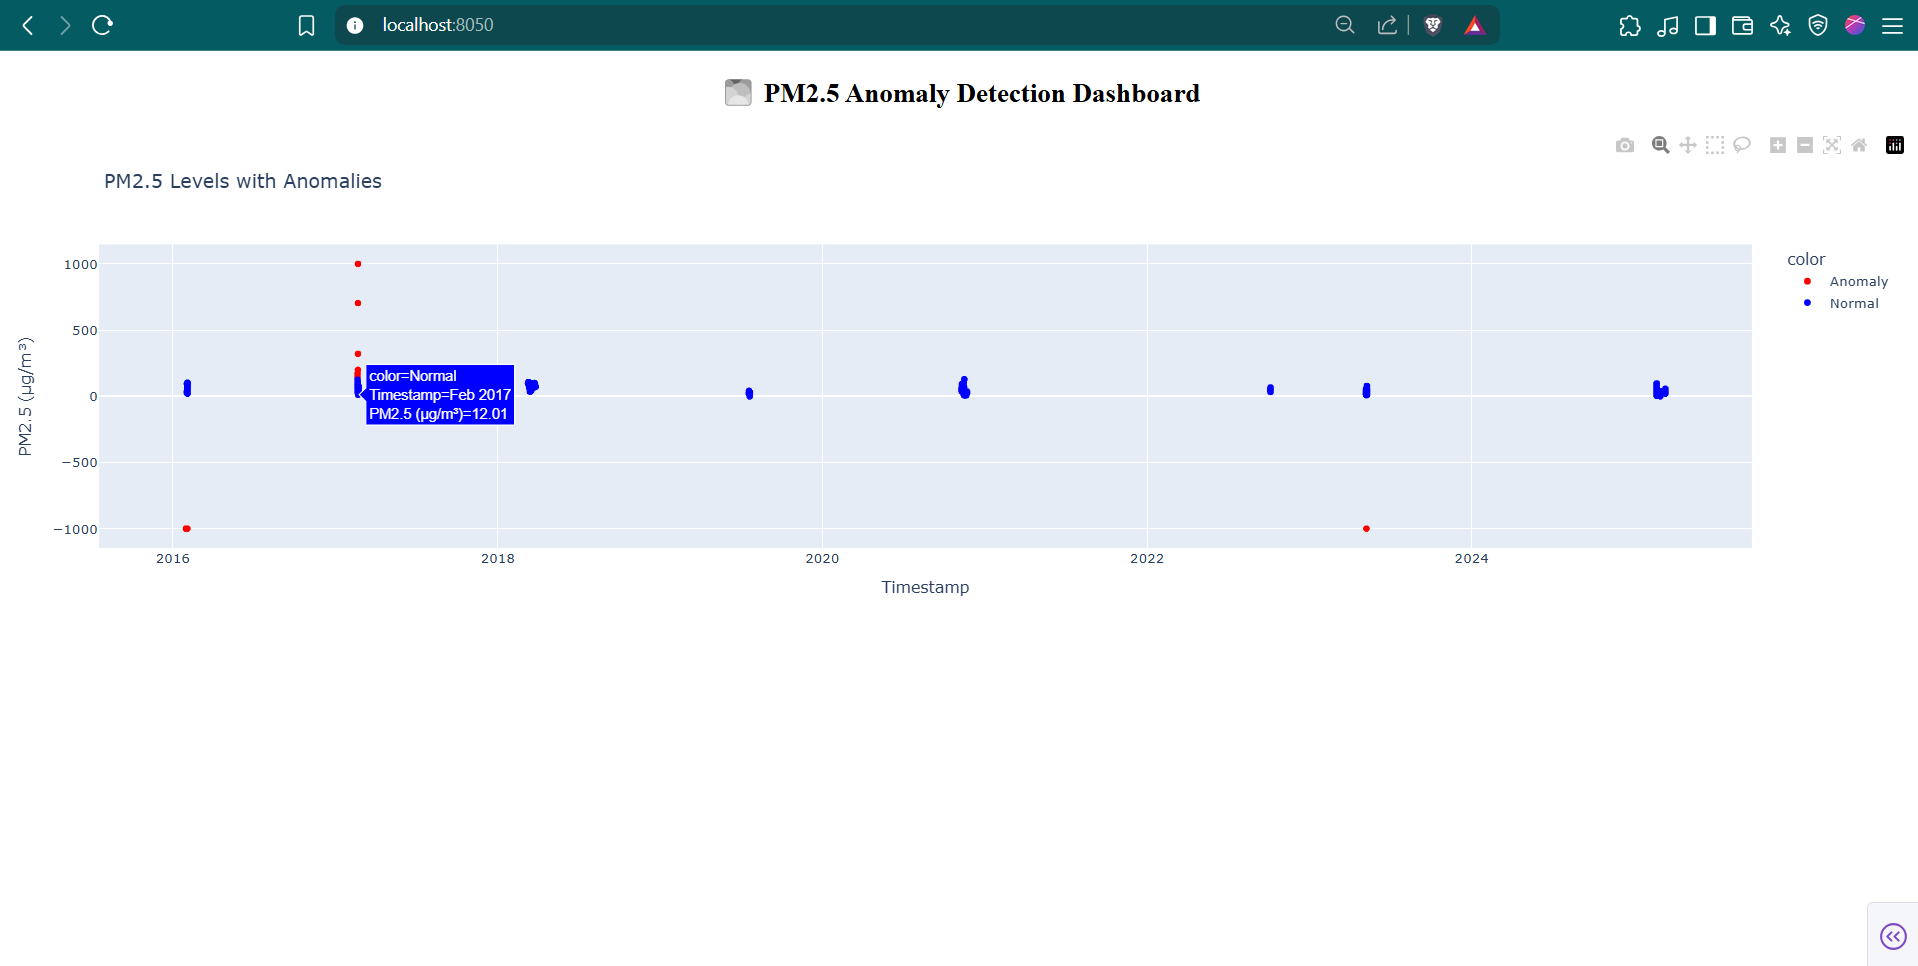 localhost:8050
PM2.5 Anomaly Detection Dashboard
PM2.5 Levels with Anomalies
PM2.5 (μg/m³)
1000
500
0
−500
−1000
color=Normal
Timestamp=Feb 2017
PM2.5 (μg/m³)=12.01
color
Anomaly
Normal
2016
2018
2020
2022
2024
Timestamp